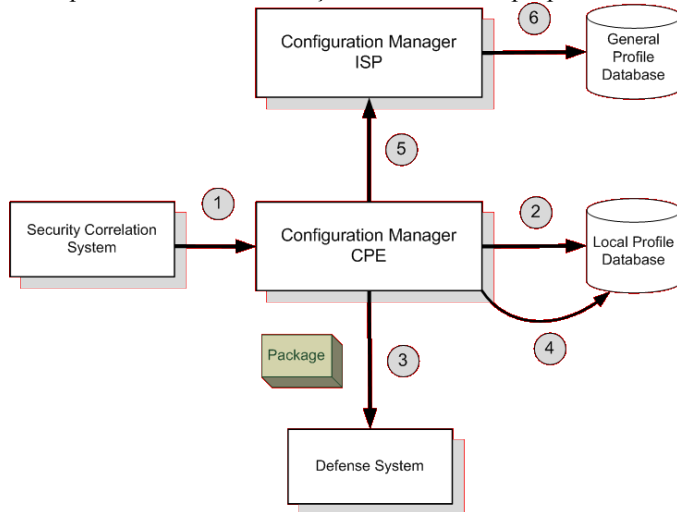 6
Configuration Manager
ISP
General
Profile
Database
5
1
2
Security Correlation
System
Configuration Manager
CPE
Local Profile
Database
Package
3
4
Defense System